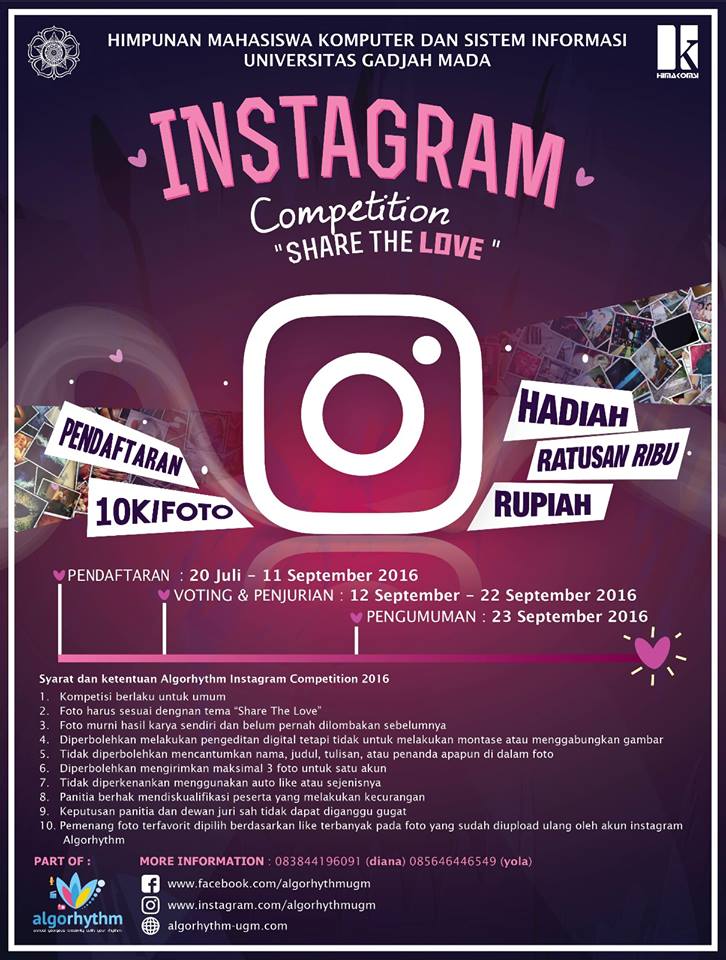 HIMPUNAN MAHASISWA KOMPUTER DAN SISTEM INFORMASI
UNIVERSITAS GADJAH MADA
HIMAKOMSI
INSTAGRAM
Competition
"SHARE THE LOVE "
PENDAFTARAN
10K/FOTO
HADIAH
RATUSAN RIBU
RUPIAH
PENDAFTARAN : 20 Juli - 11 September 2016
VOTING & PENJURIAN : 12 September - 22 September 2016
PENGUMUMAN : 23 September 2016
Syarat dan ketentuan Algorhythm Instagram Competition 2016
1. Kompetisi berlaku untuk umum
2. Foto harus sesuai dengnan tema “Share The Love”
3. Foto murni hasil karya sendiri dan belum pernah dilombakan sebelumnya
4. Diperbolehkan melakukan pengeditan digital tetapi tidak untuk melakukan montase atau menggabungkan gambar
5. Tidak diperbolehkan mencantumkan nama, judul, tulisan, atau penanda apapun di dalam foto
6. Diperbolehkan mengirimkan maksimal 3 foto untuk satu akun
7. Tidak diperkenankan menggunakan auto like atau sejenisnya
8. Panitia berhak mendiskualifikasi peserta yang melakukan kecurangan
9. Keputusan panitia dan dewan juri sah tidak dapat diganggu gugat
10. Pemenang foto terfavorit dipilih berdasarkan like terbanyak pada foto yang sudah diupload ulang oleh akun instagram
Algorhythm
PART OF :
MORE INFORMATION : 083844196091 (diana) 085646446549 (yola)
algorhythm
www.facebook.com/algorhythmugm
www.instagram.com/algorhythmugm
algorhythm-ugm.com